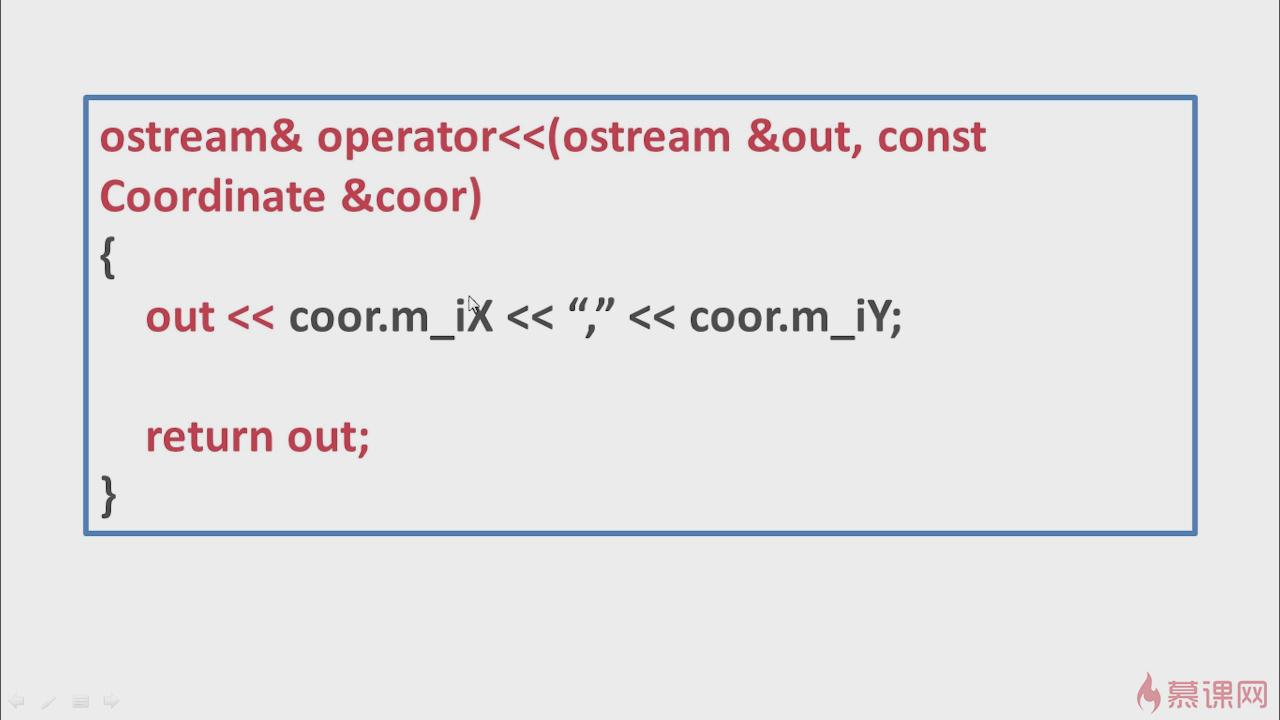 ostream& operator<<(ostream &out, const
Coordinate &coor)
{
out << coor.m_iX << “,” << coor.m_iY;
return out;
}
慕课网